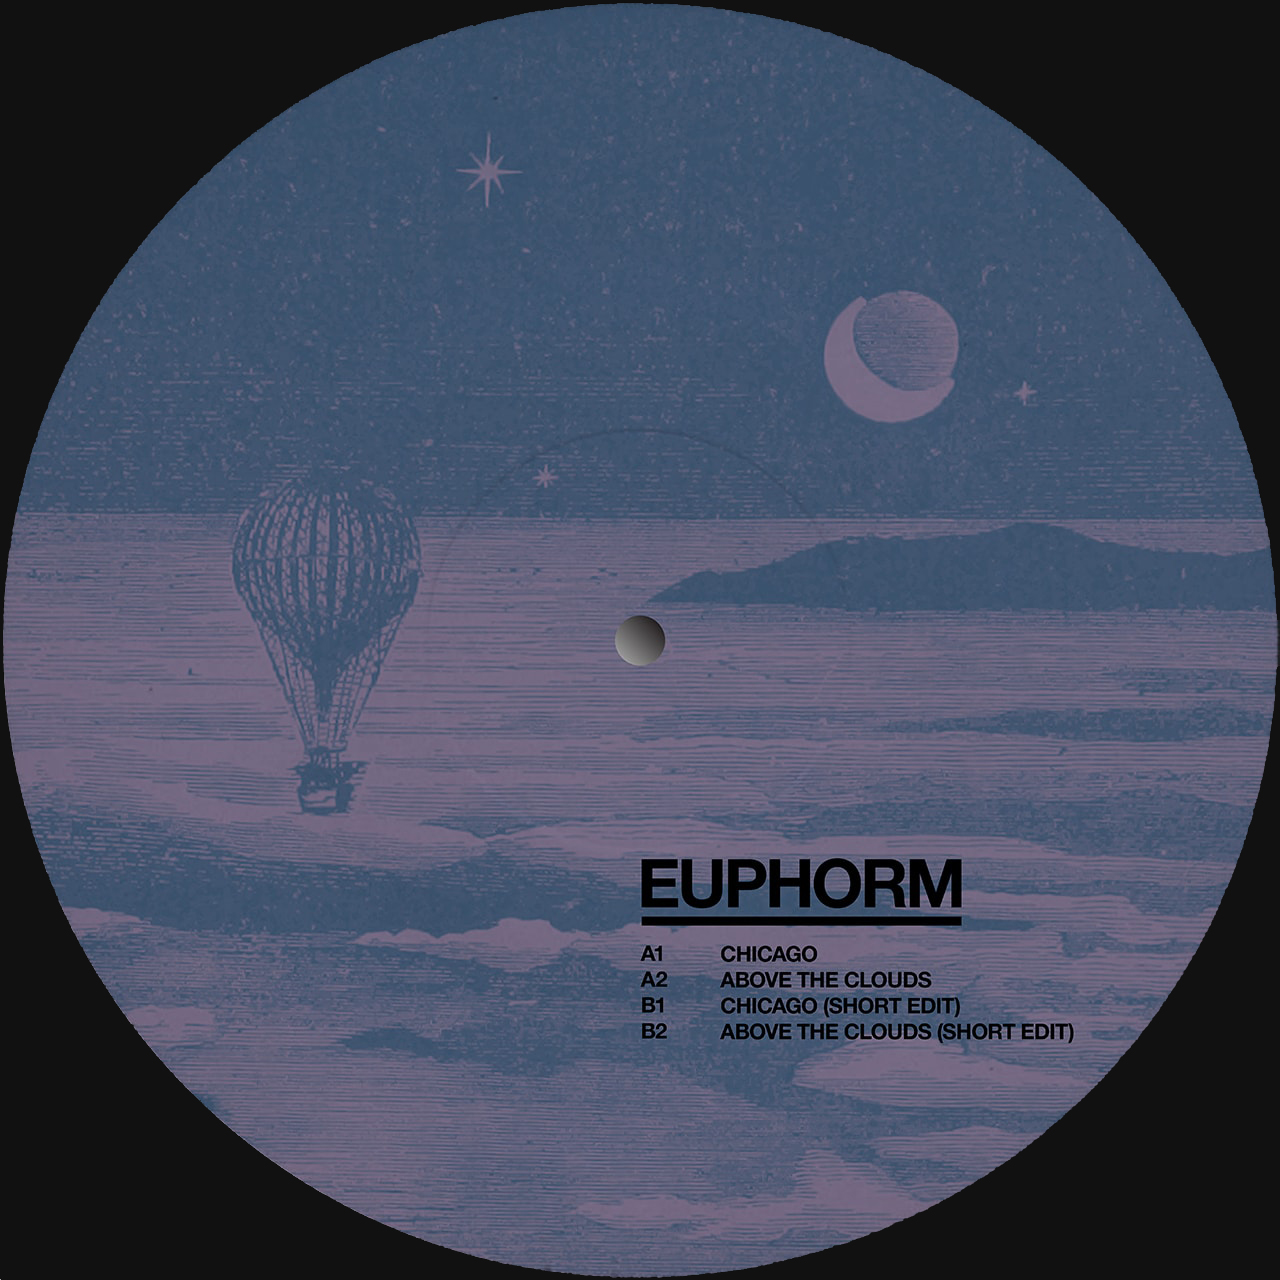 EUPHORM
A1 CHICAGO
A2 ABOVE THE CLOUDS
B1 CHICAGO (SHORT EDIT)
B2 ABOVE THE CLOUDS (SHORT EDIT)